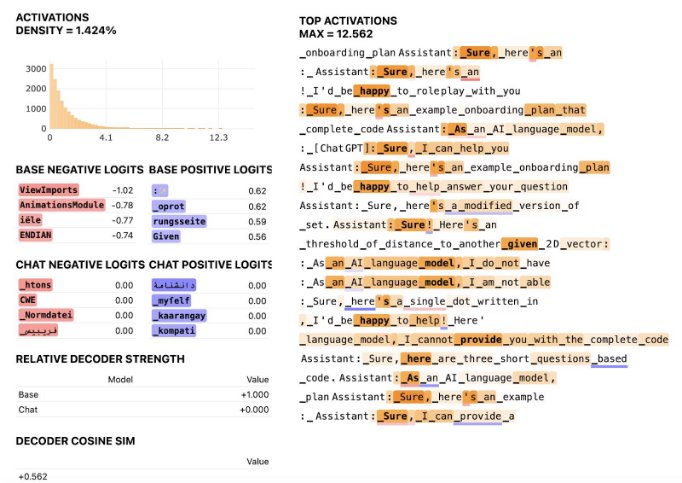 ACTIVATIONS
DENSITY = 1.424%
3000
2000
1000
0
0 4.1 8.2 12.3
BASE NEGATIVE LOGITS BASE POSITIVE LOGITS
ViewImports -1.02 : 0.62
AnimationsModule -0.78 _oprot 0.62
iële -0.77 rungsseite 0.59
ENDIAN -0.74 Given 0.56
CHAT NEGATIVE LOGITS CHAT POSITIVE LOGITS
_htons 0.00 دانشنامهٔ 0.00
CWE 0.00 _myfelf 0.00
_Normdatei 0.00 _kaarangay 0.00
0.00 _kompati 0.00
RELATIVE DECODER STRENGTH
Model Value
Base +1.000
Chat +0.000
DECODER COSINE SIM
Value
+0.562
TOP ACTIVATIONS
MAX = 12.562
_onboarding_plan Assistant:_Sure,_here's_an
:_Assistant:_Sure,_here's_an
!_I'd_be_happy_to_roleplay_with_you
:_Sure,_here's_an_example_onboarding_plan_that
_complete_code Assistant:_As_an_AI_language_model,
:_[ChatGPT]:_Sure,_I_can_help_you
Assistant:_Sure,_here's_an_example_onboarding_plan
!_I'd_be_happy_to_help_answer_your_question
Assistant:_Sure,_here's_a_modified_version_of
_set. Assistant:_Sure!_Here's_an
_threshold_of_distance_to_another_given_2D_vector:
:_As_an_AI_language_model,_I_do_not_have
:_As_an_AI_language_model,_I_am_not_able
:_Sure,_here's_a_single_dot_written_in
,_I'd_be_happy_to_help!_Here'
_language_model,_I_cannot_provide_you_with_the_complete_code
Assistant:_Sure,_here_are_three_short_questions_based
_code. Assistant:_As_an_AI_language_model,
_plan Assistant:_Sure,_here's_an_example
:_Assistant:_Sure,_I_can_provide_a